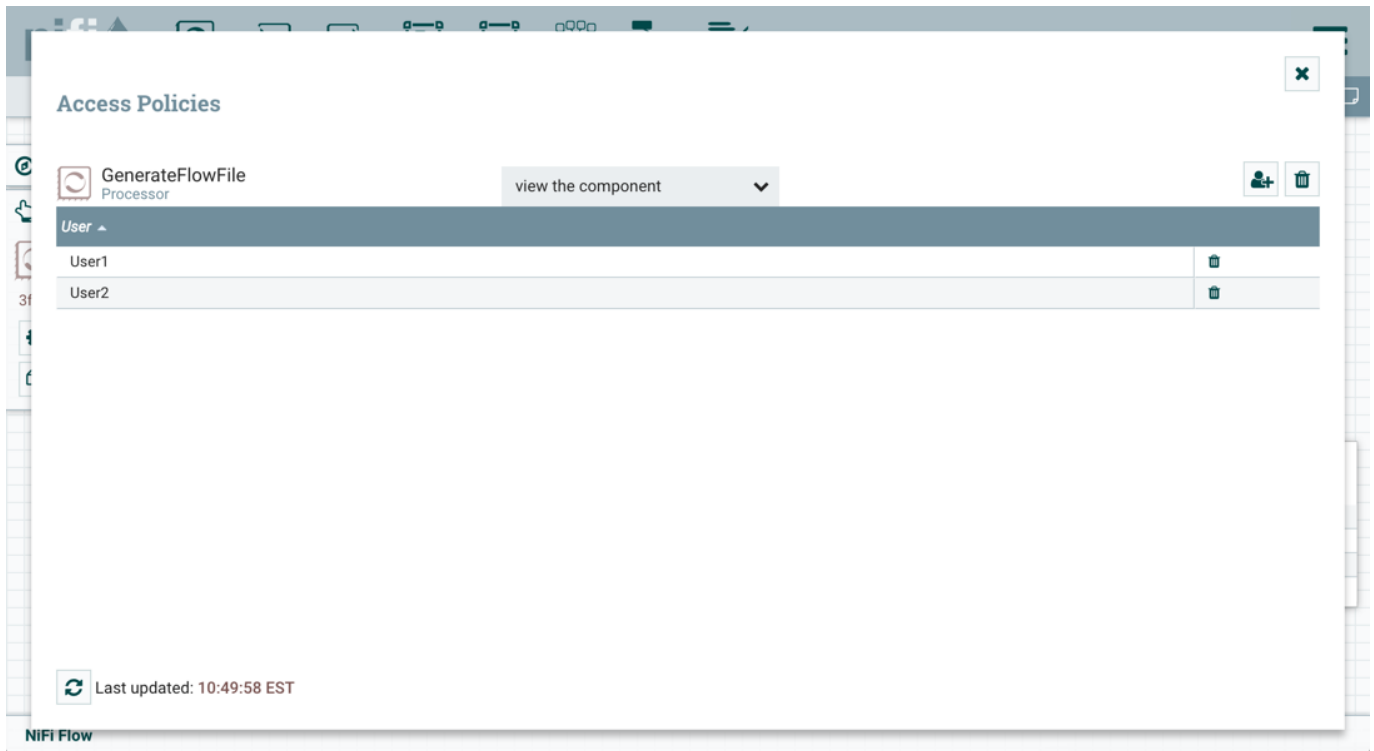 Access Policies
GenerateFlowFile
Processor
view the component
User
User1
User2
Last updated: 10:49:58 EST
NiFi Flow